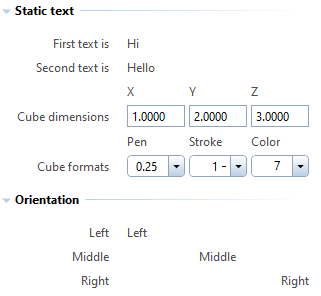 Static text
First text is Hi
Second text is Hello
X Y Z
Cube dimensions 1.0000 2.0000 3.0000
Pen Stroke Color
Cube formats 0.25 1 - 7
Orientation
Left Left
Middle Middle
Right Right